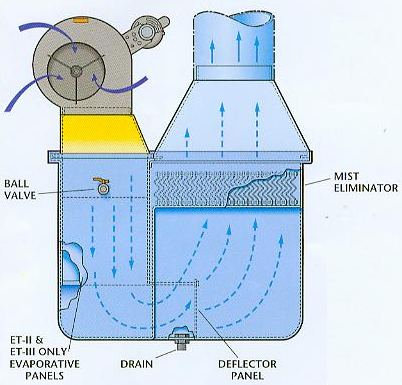 BALL
VALVE
MIST
ELIMINATOR
ET-II &
ET-III ONLY
EVAPORATIVE
PANELS
DRAIN
DEFLECTOR
PANEL